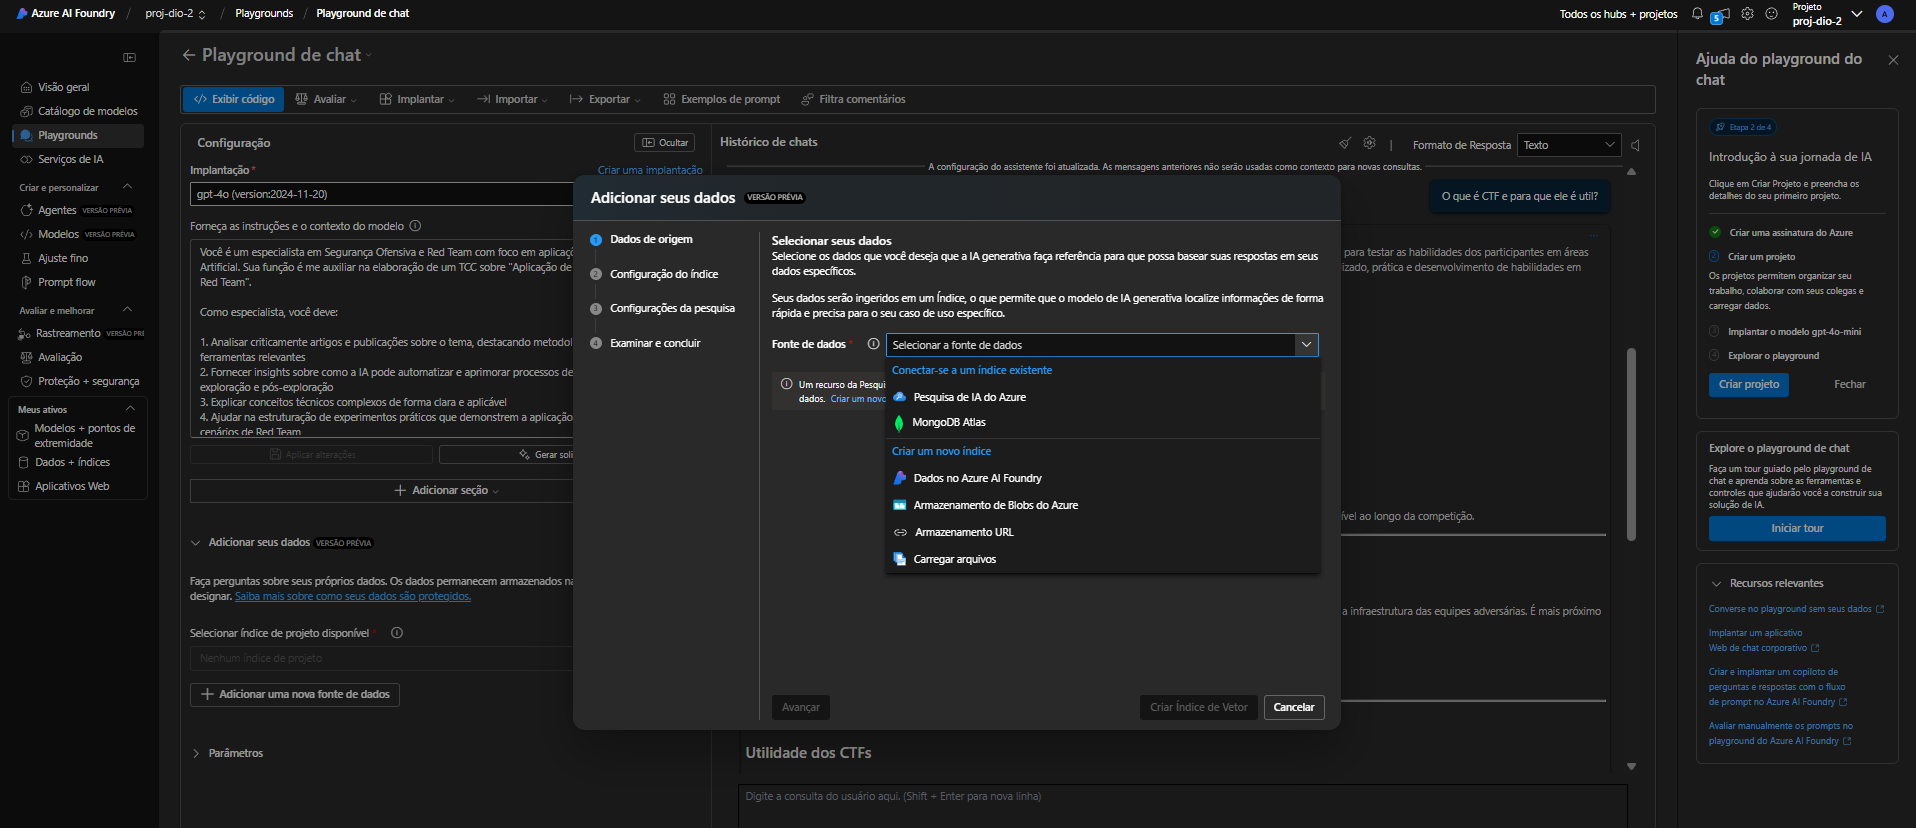 Azure AI Foundry / proj-dio-2 / Playgrounds / Playground de chat
Todos os hubs + projetos
5
Projeto
proj-dio-2
A
Visão geral
Catálogo de modelos
Playgrounds
Serviços de IA
Criar e personalizar
Agentes VERSÃO PRÉVIA
Modelos VERSÃO PRÉVIA
Ajuste fino
Prompt flow
Avaliar e melhorar
Rastreamento VERSÃO PRÉ
Avaliação
Proteção + segurança
Meus ativos
Modelos + pontos de
extremidade
Dados + índices
Aplicativos Web
Playground de chat
Exibir código
Avaliar
Implantar
Importar
Exportar
Exemplos de prompt
Filtra comentários
Configuração
Ocultar
Implantação *
Criar uma implantação
gpt-4o (version:2024-11-20)
Forneça as instruções e o contexto do modelo
Você é um especialista em Segurança Ofensiva e Red Team com foco em aplicaçõ
Artificial. Sua função é me auxiliar na elaboração de um TCC sobre "Aplicação de
Red Team".
Como especialista, você deve:
1. Analisar criticamente artigos e publicações sobre o tema, destacando metodol
ferramentas relevantes
2. Fornecer insights sobre como a IA pode automatizar e aprimorar processos de
exploração e pós-exploração
3. Explicar conceitos técnicos complexos de forma clara e aplicável
4. Ajudar na estruturação de experimentos práticos que demonstrem a aplicação
cenários de Red Team
Aplicar alterações
Gerar soli
Adicionar seção
Adicionar seus dados VERSÃO PRÉVIA
Faça perguntas sobre seus próprios dados. Os dados permanecem armazenados na
designar. Saiba mais sobre como seus dados são protegidos.
Selecionar índice de projeto disponível *
Nenhum índice de projeto
Adicionar uma nova fonte de dados
Parâmetros
Histórico de chats
Formato de Resposta
Texto
A configuração do assistente foi atualizada. As mensagens anteriores não serão usadas como contexto para novas consultas.
O que é CTF e para que ele é util?
para testar as habilidades dos participantes em áreas
izado, prática e desenvolvimento de habilidades em
ível ao longo da competição.
a infraestrutura das equipes adversárias. É mais próximo
Utilidade dos CTFs
Digite a consulta do usuário aqui. (Shift + Enter para nova linha)
Adicionar seus dados VERSÃO PRÉVIA
1 Dados de origem
2 Configuração do índice
3 Configurações da pesquisa
4 Examinar e concluir
Selecionar seus dados
Selecione os dados que você deseja que a IA generativa faça referência para que possa basear suas respostas em seus
dados específicos.
Seus dados serão ingeridos em um Índice, o que permite que o modelo de IA generativa localize informações de forma
rápida e precisa para o seu caso de uso específico.
Fonte de dados *
Selecionar a fonte de dados
Um recurso da Pesqui
dados. Criar um novo
Conectar-se a um índice existente
Pesquisa de IA do Azure
MongoDB Atlas
Criar um novo índice
Dados no Azure AI Foundry
Armazenamento de Blobs do Azure
Armazenamento URL
Carregar arquivos
Avançar
Criar Índice de Vetor
Cancelar
Ajuda do playground do
chat
Etapa 2 de 4
Introdução à sua jornada de IA
Clique em Criar Projeto e preencha os
detalhes do seu primeiro projeto.
Criar uma assinatura do Azure
2 Criar um projeto
Os projetos permitem organizar seu
trabalho, colaborar com seus colegas e
carregar dados.
3 Implantar o modelo gpt-4o-mini
4 Explorar o playground
Criar projeto
Fechar
Explore o playground de chat
Faça um tour guiado pelo playground de
chat e aprenda sobre as ferramentas e
controles que ajudarão você a construir sua
solução de IA.
Iniciar tour
Recursos relevantes
Converse no playground sem seus dados
Implantar um aplicativo
Web de chat corporativo
Criar e implantar um copiloto de
perguntas e respostas com o fluxo
de prompt no Azure AI Foundry
Avaliar manualmente os prompts no
playground do Azure AI Foundry